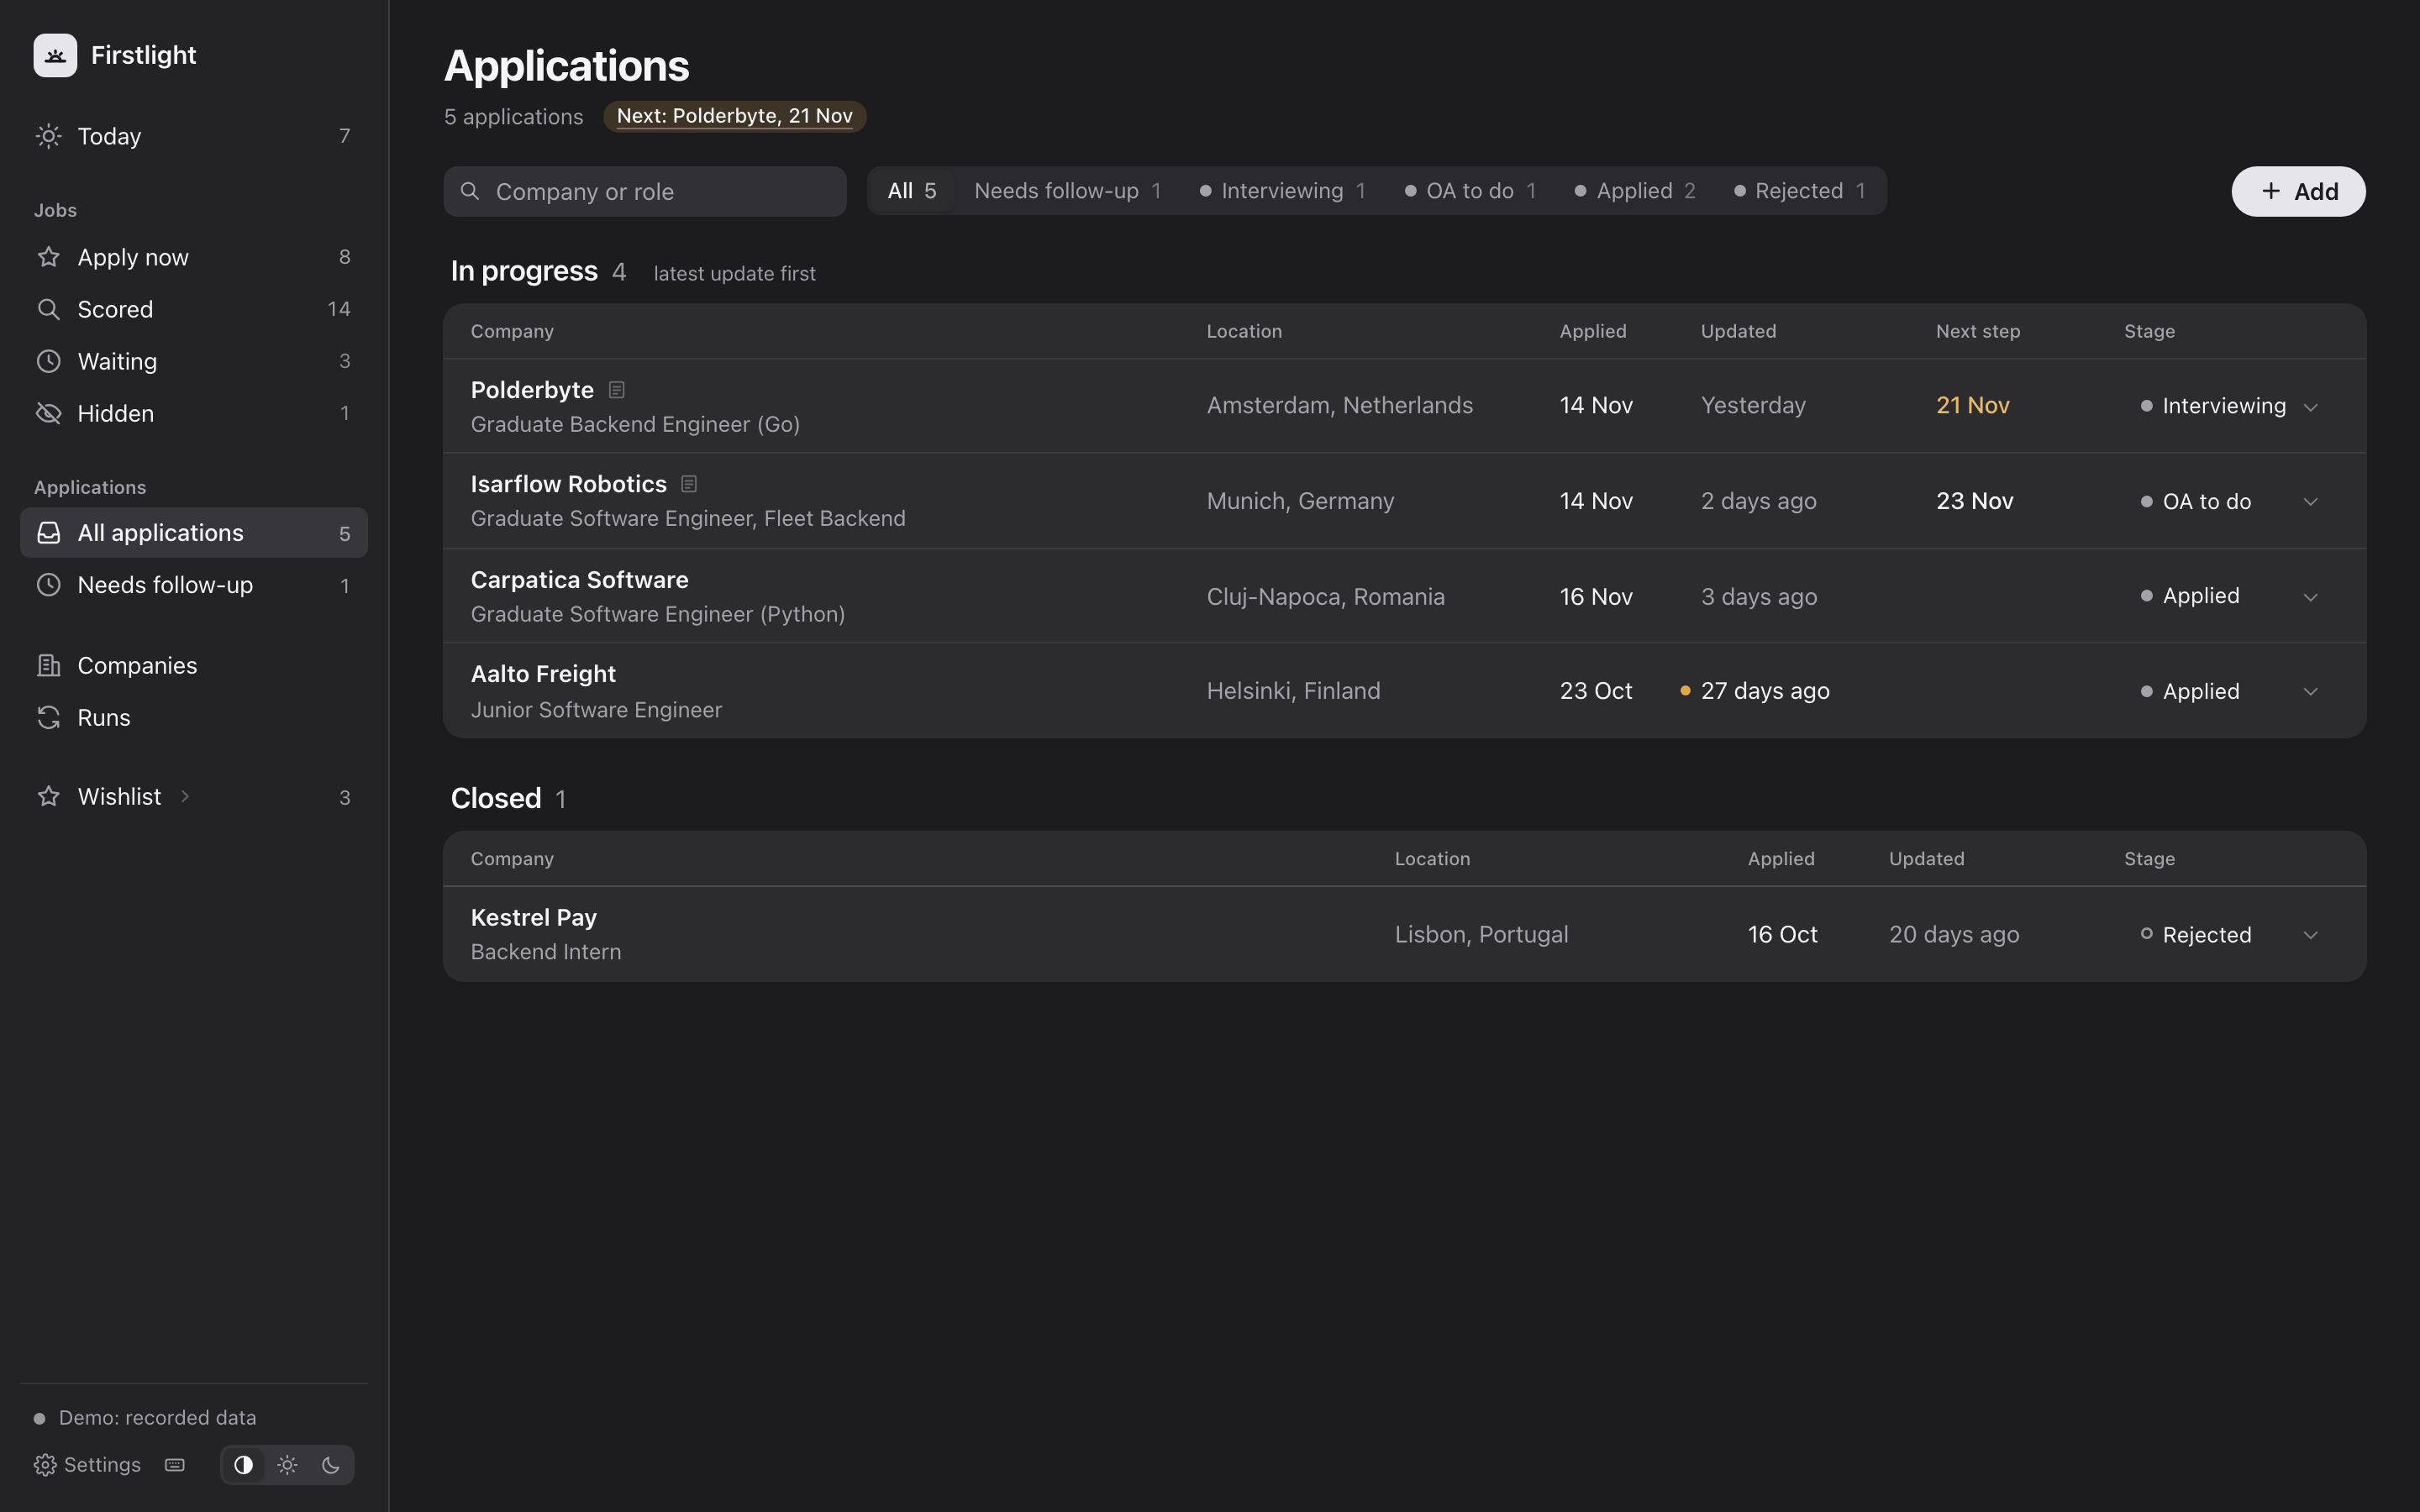 Firstlight
Today 7
Jobs
Apply now 8
Scored 14
Waiting 3
Hidden 1
Applications
All applications 5
Needs follow-up 1
Companies
Runs
Wishlist 3
Demo: recorded data
Settings
Applications
5 applications Next: Polderbyte, 21 Nov
Company or role All 5 Needs follow-up 1 Interviewing 1 OA to do 1 Applied 2 Rejected 1 Add
In progress 4 latest update first
Company Location Applied Updated Next step Stage
Polderbyte
Graduate Backend Engineer (Go)
Amsterdam, Netherlands 14 Nov Yesterday 21 Nov Interviewing
Isarflow Robotics
Graduate Software Engineer, Fleet Backend
Munich, Germany 14 Nov 2 days ago 23 Nov OA to do
Carpatica Software
Graduate Software Engineer (Python)
Cluj-Napoca, Romania 16 Nov 3 days ago Applied
Aalto Freight
Junior Software Engineer
Helsinki, Finland 23 Oct 27 days ago Applied
Closed 1
Company Location Applied Updated Stage
Kestrel Pay
Backend Intern
Lisbon, Portugal 16 Oct 20 days ago Rejected